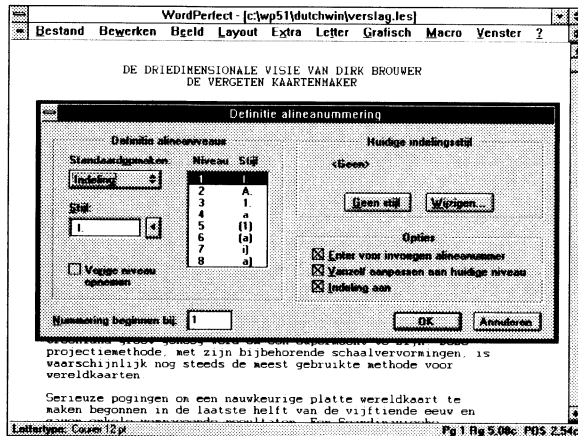 WordPerfect - [c:\wp51\dutchwin\verslag.les]
Bestand Bewerken Beeld Layout Extra Letter Grafisch Macro Venster ?
DE DRIEDIMENSIONALE VISIE VAN DIRK BROUWER
DE VERGETEN KAARTENMAKER
Definitie alineanummering
Definitie alineaniveaus
Standaardopmaken:
Indeling
Stijl:
I.
Vorige niveau
opnemen
Nummering beginnen bij: 1
Niveau Stijl
1 I.
2 A.
3 1.
4 a
5 (1)
6 (a)
7 i)
8 a)
Huidige indelingsstijl
<Geen>
Geen stijl Wijzigen...
Opties
Enter voor invoegen alineanummer
Vanzelf aanpassen aan huidige niveau
Indeling aan
OK Annuleren
projectiemethode, met zijn bijbehorende schaalvervormingen, is
waarschijnlijk nog steeds de meest gebruikte methode voor
wereldkaarten.
Serieuze pogingen om een nauwkeurige platte wereldkaart te
maken begonnen in de laatste helft van de vijftiende eeuw en
Lettertype: Courier 12 pt Pg 1 Rg 5,08c POS 2,54c